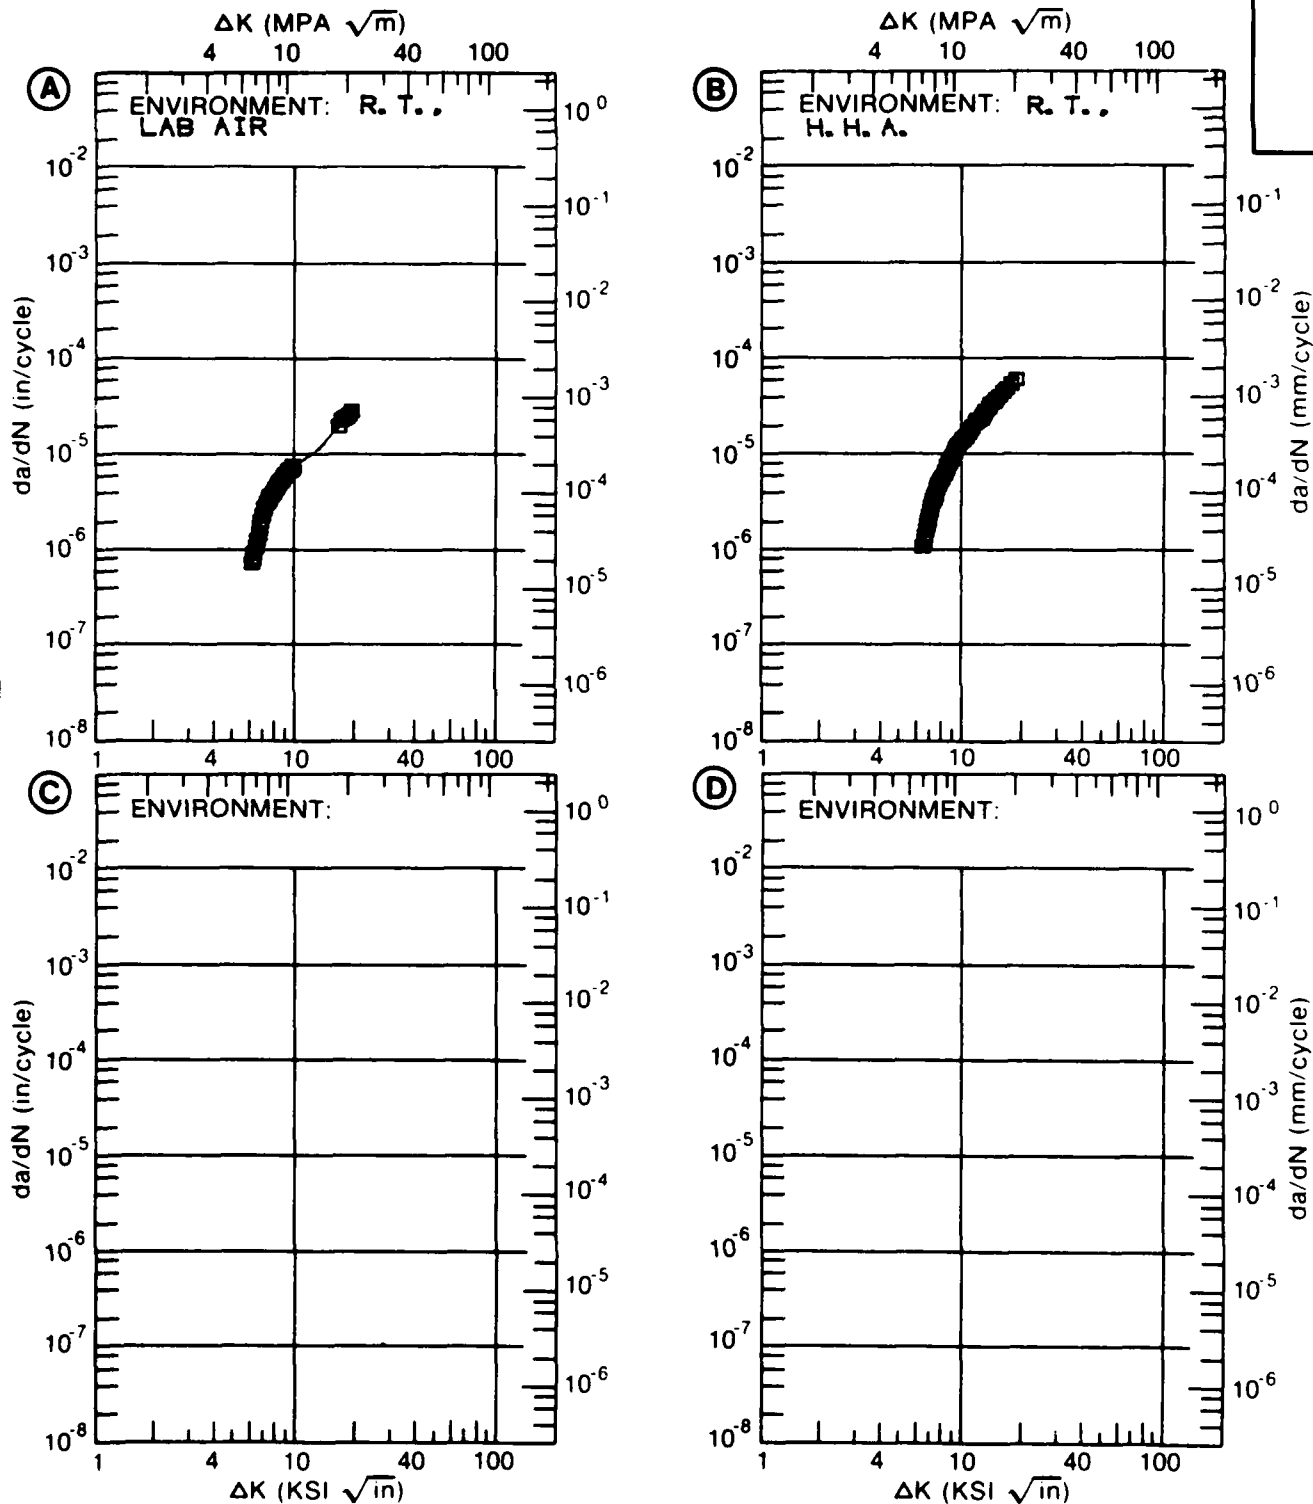 ΔK (MPA √m)
4 10 40 100
A
ENVIRONMENT: R. T.,
LAB AIR
10^0
10^-1
10^-2
10^-3
10^-4
10^-5
10^-6
10^-2
10^-3
10^-4
10^-5
10^-6
10^-7
10^-8
da/dN (in/cycle)
1 4 10 40 100
ΔK (MPA √m)
4 10 40 100
B
ENVIRONMENT: R. T.,
H. H. A.
10^-2
10^-3
10^-4
10^-5
10^-6
10^-7
10^-8
10^-1
10^-2
10^-3
10^-4
10^-5
10^-6
da/dN (mm/cycle)
1 4 10 40 100
C
ENVIRONMENT:
10^0
10^-1
10^-2
10^-3
10^-4
10^-5
10^-6
10^-2
10^-3
10^-4
10^-5
10^-6
10^-7
10^-8
da/dN (in/cycle)
1 4 10 40 100
ΔK (KSI √in)
D
ENVIRONMENT:
10^-2
10^-3
10^-4
10^-5
10^-6
10^-7
10^-8
10^0
10^-1
10^-2
10^-3
10^-4
10^-5
10^-6
da/dN (mm/cycle)
1 4 10 40 100
ΔK (KSI √in)